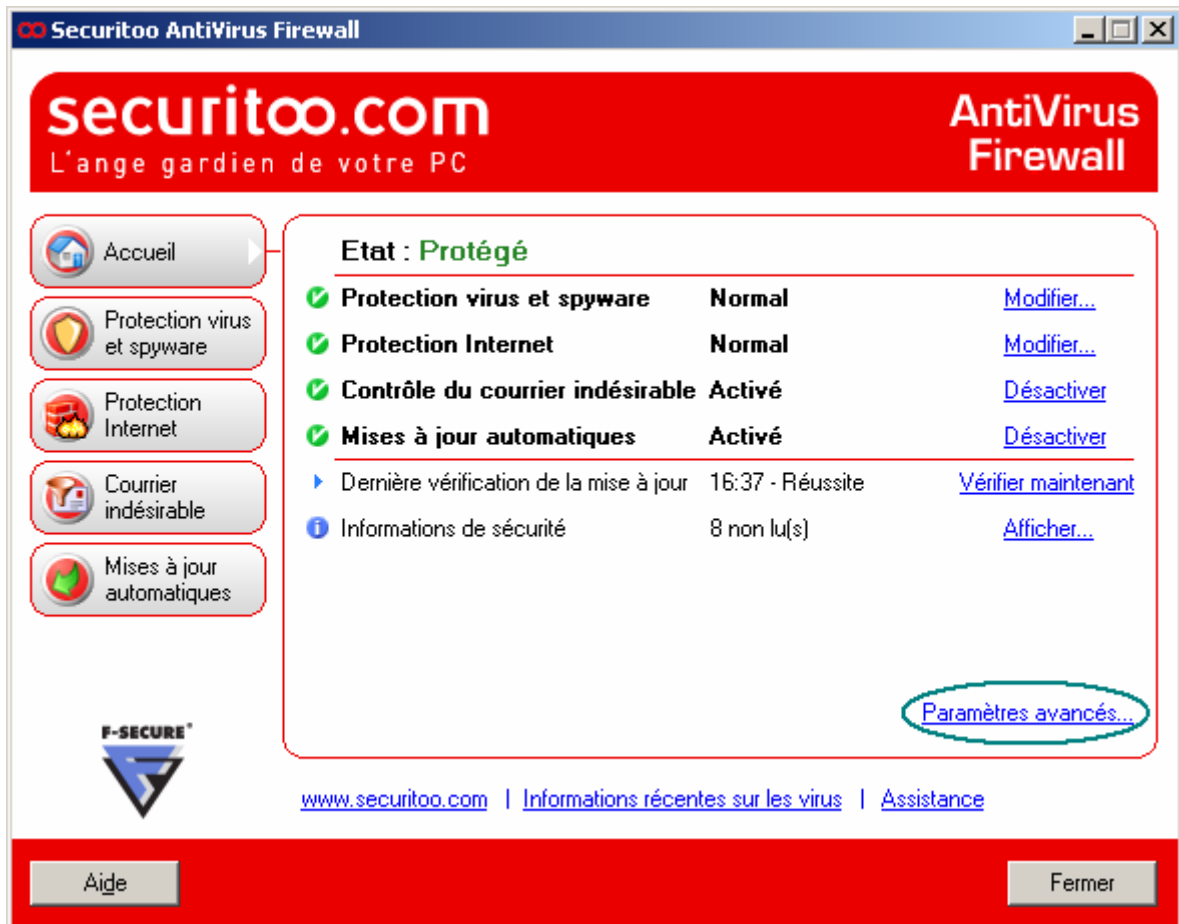 Securitoo AntiVirus Firewall
securitoo.com
L'ange gardien de votre PC
AntiVirus
Firewall
Accueil
Protection virus
et spyware
Protection
Internet
Courrier
indésirable
Mises à jour
automatiques
Etat : Protégé
Protection virus et spyware Normal Modifier...
Protection Internet Normal Modifier...
Contrôle du courrier indésirable Activé Désactiver
Mises à jour automatiques Activé Désactiver
Dernière vérification de la mise à jour 16:37 - Réussite Vérifier maintenant
Informations de sécurité 8 non lu(s) Afficher...
Paramètres avancés...
F-SECURE®
www.securitoo.com | Informations récentes sur les virus | Assistance
Aide
Fermer